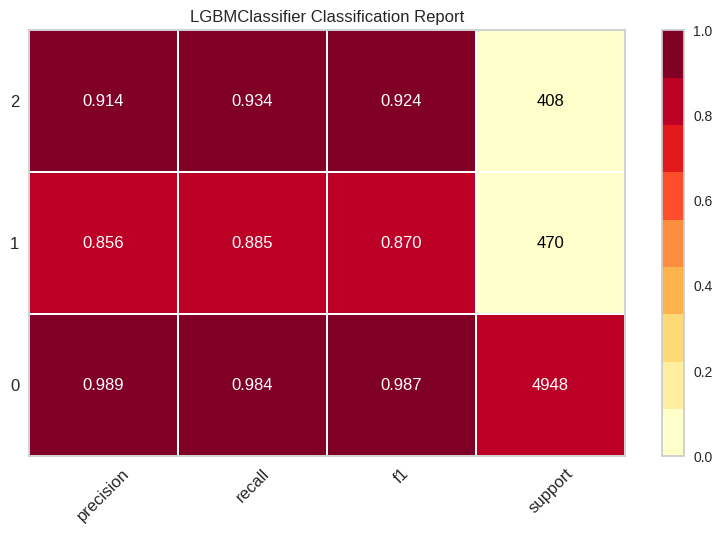 LGBMClassifier Classification Report
2 0.914 0.934 0.924 408
1 0.856 0.885 0.870 470
0 0.989 0.984 0.987 4948
precision recall f1 support
1.0
0.8
0.6
0.4
0.2
0.0